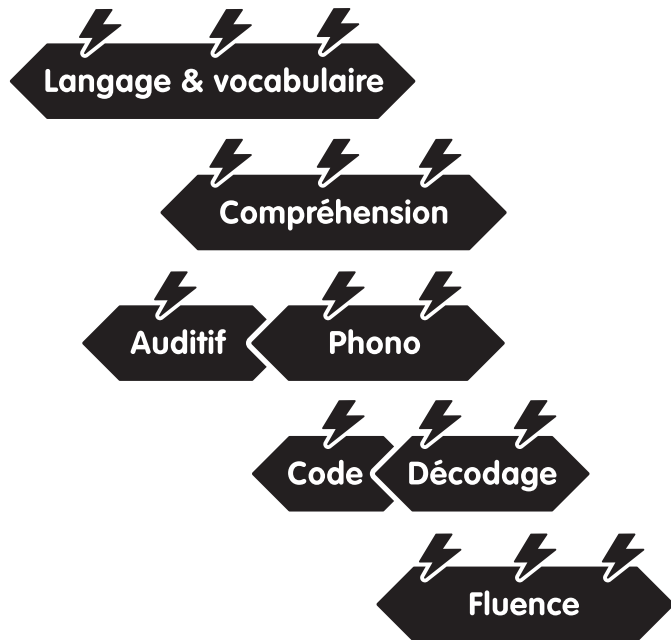 Langage & vocabulaire
Compréhension
Auditif Phono
Code Décodage
Fluence